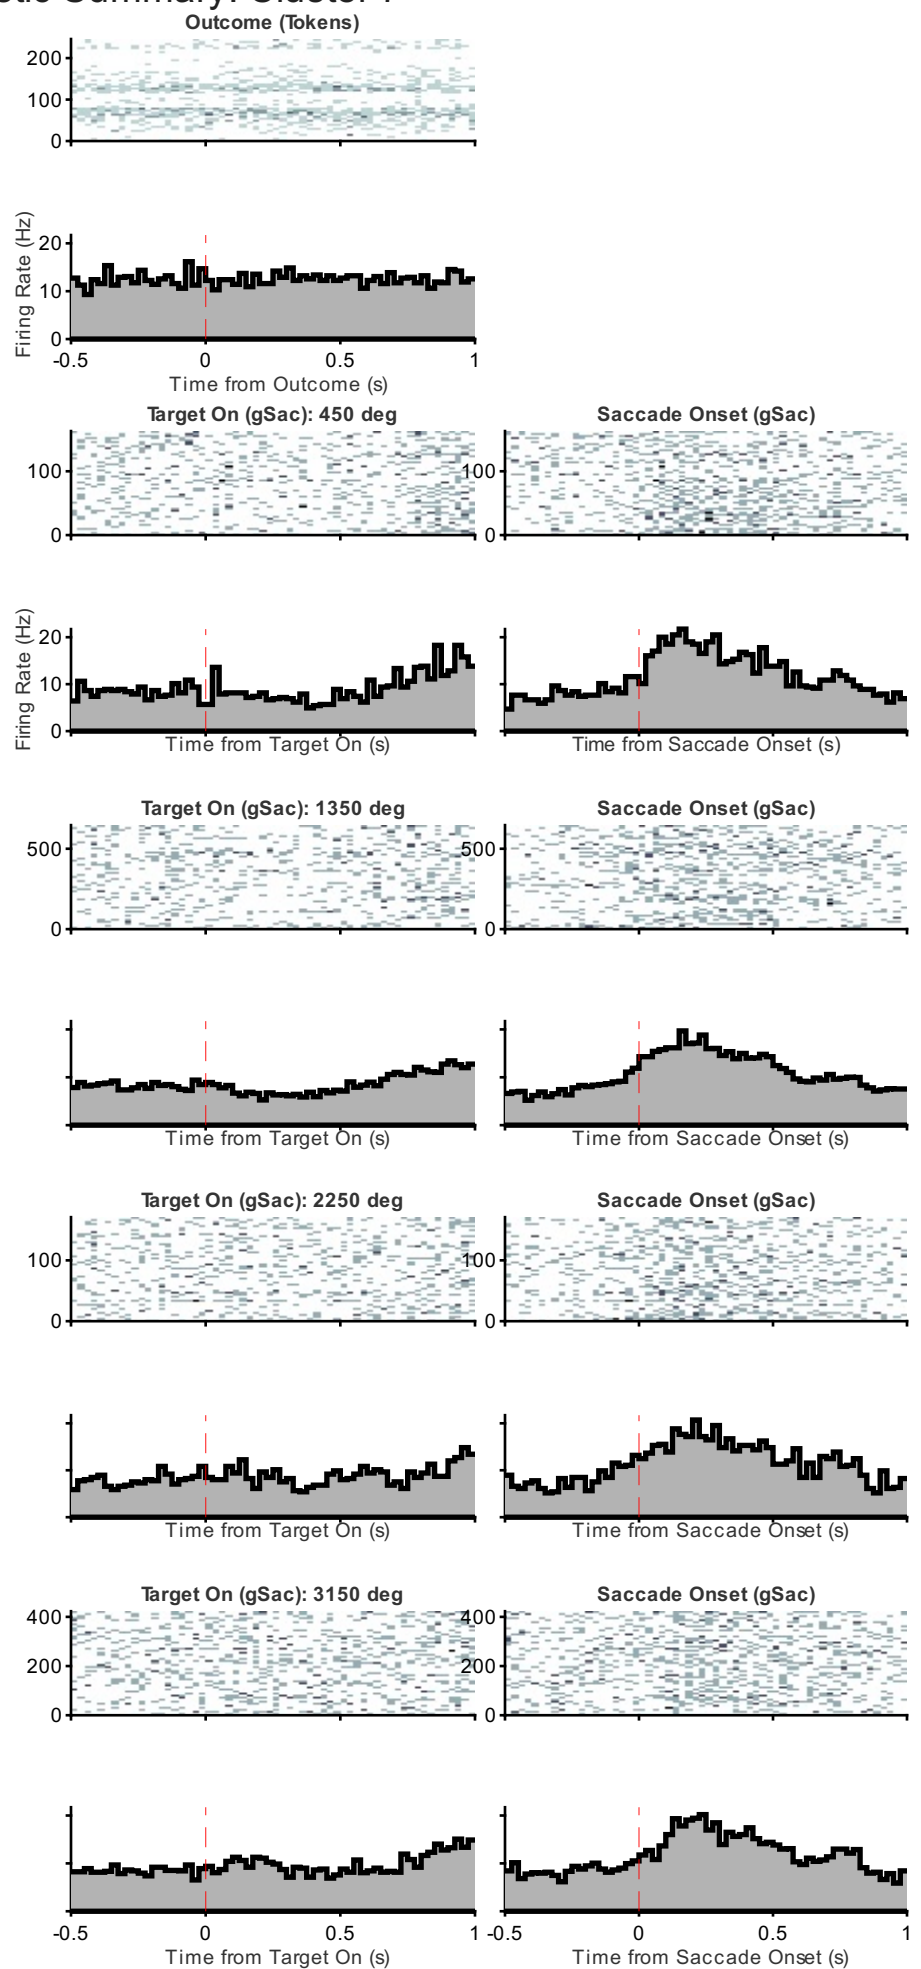 Summary: Cluster
Outcome (Tokens)
200
100
0
Firing Rate (Hz)
20
10
0
-0.5 0 0.5 1
Time from Outcome (s)
Target On (gSac): 450 deg Saccade Onset (gSac)
100 100
0 0
Firing Rate (Hz)
20
10
0
Time from Target On (s) Time from Saccade Onset (s)
Target On (gSac): 1350 deg Saccade Onset (gSac)
500 500
0 0
Time from Target On (s) Time from Saccade Onset (s)
Target On (gSac): 2250 deg Saccade Onset (gSac)
100 100
0 0
Time from Target On (s) Time from Saccade Onset (s)
Target On (gSac): 3150 deg Saccade Onset (gSac)
400 400
200 200
0 0
-0.5 0 0.5 1 -0.5 0 0.5 1
Time from Target On (s) Time from Saccade Onset (s)